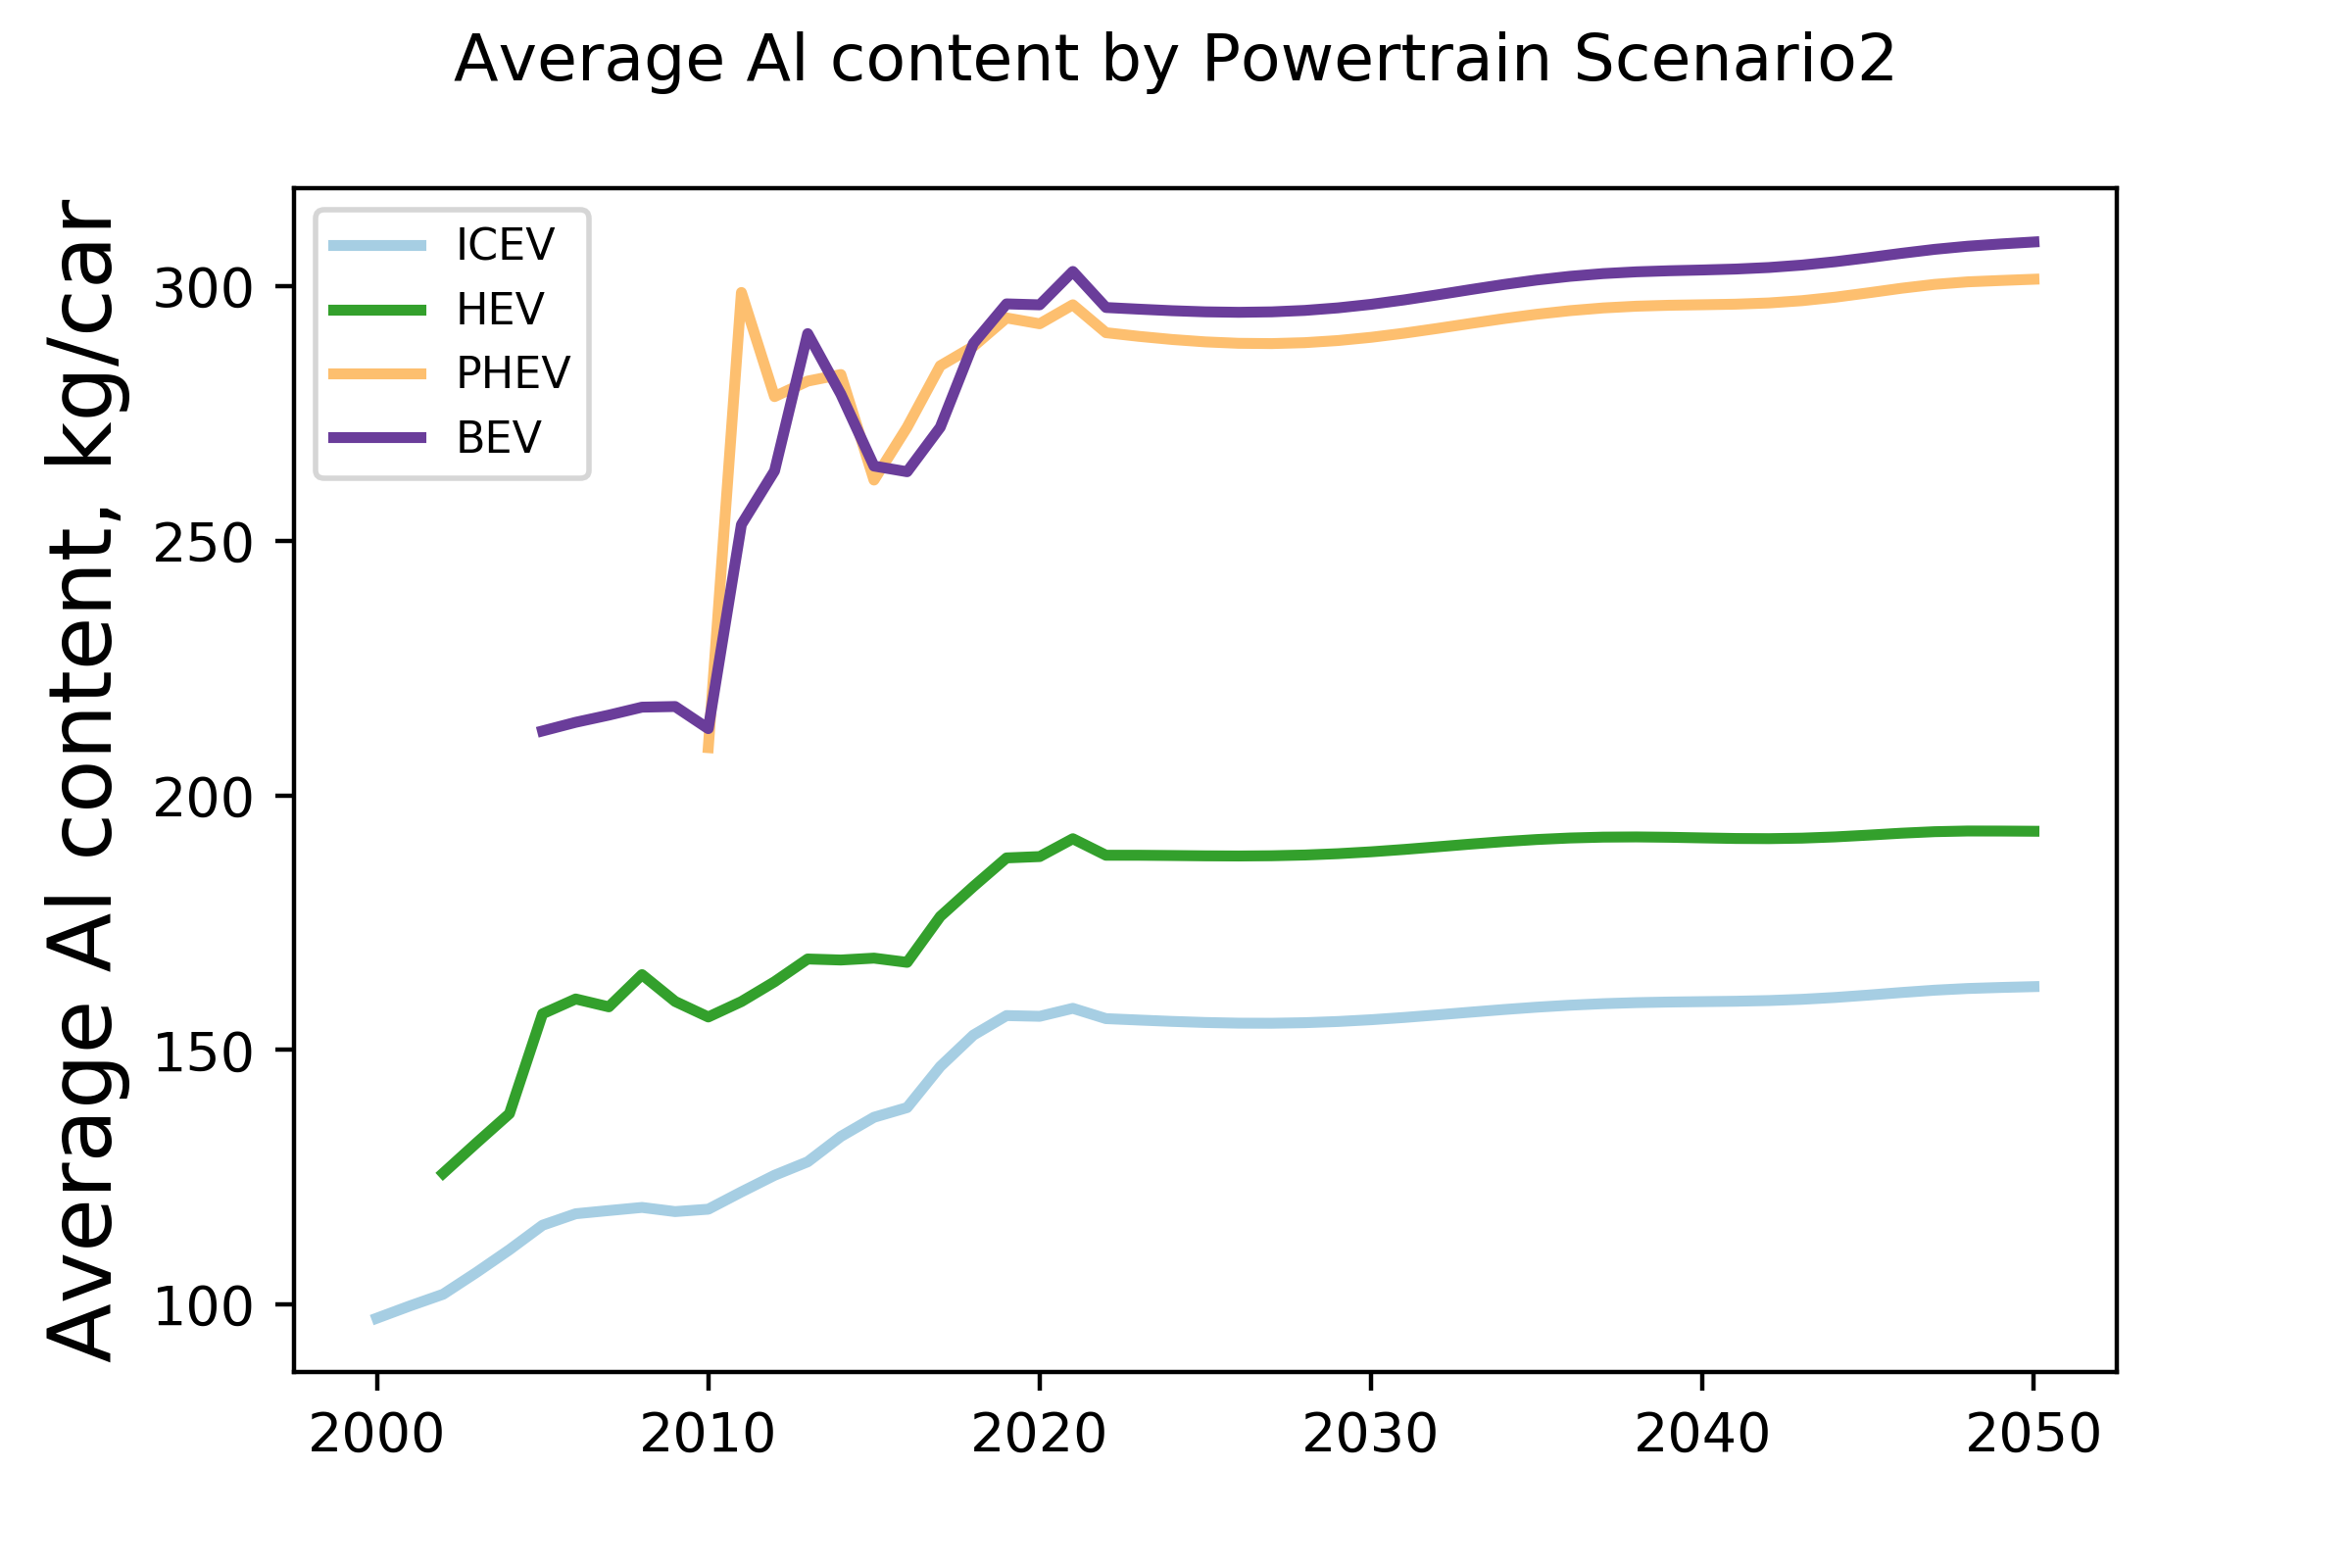 Average Al content by Powertrain Scenario2
Average Al content, kg/car
300
250
200
150
100
ICEV
HEV
PHEV
BEV
2000 2010 2020 2030 2040 2050